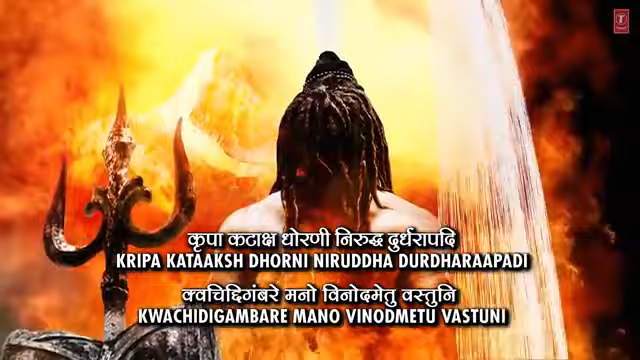 कृपा कटाक्ष धोरणी निरुद्ध दुर्धरापदि
KRIPA KATAAKSH DHORNI NIRUDDHA DURDHARAAPADI
क्वचिद्दिगंबरे मनो विनोदमेतु वस्तुनि
KWACHIDIGAMBARE MANO VINODMETU VASTUNI